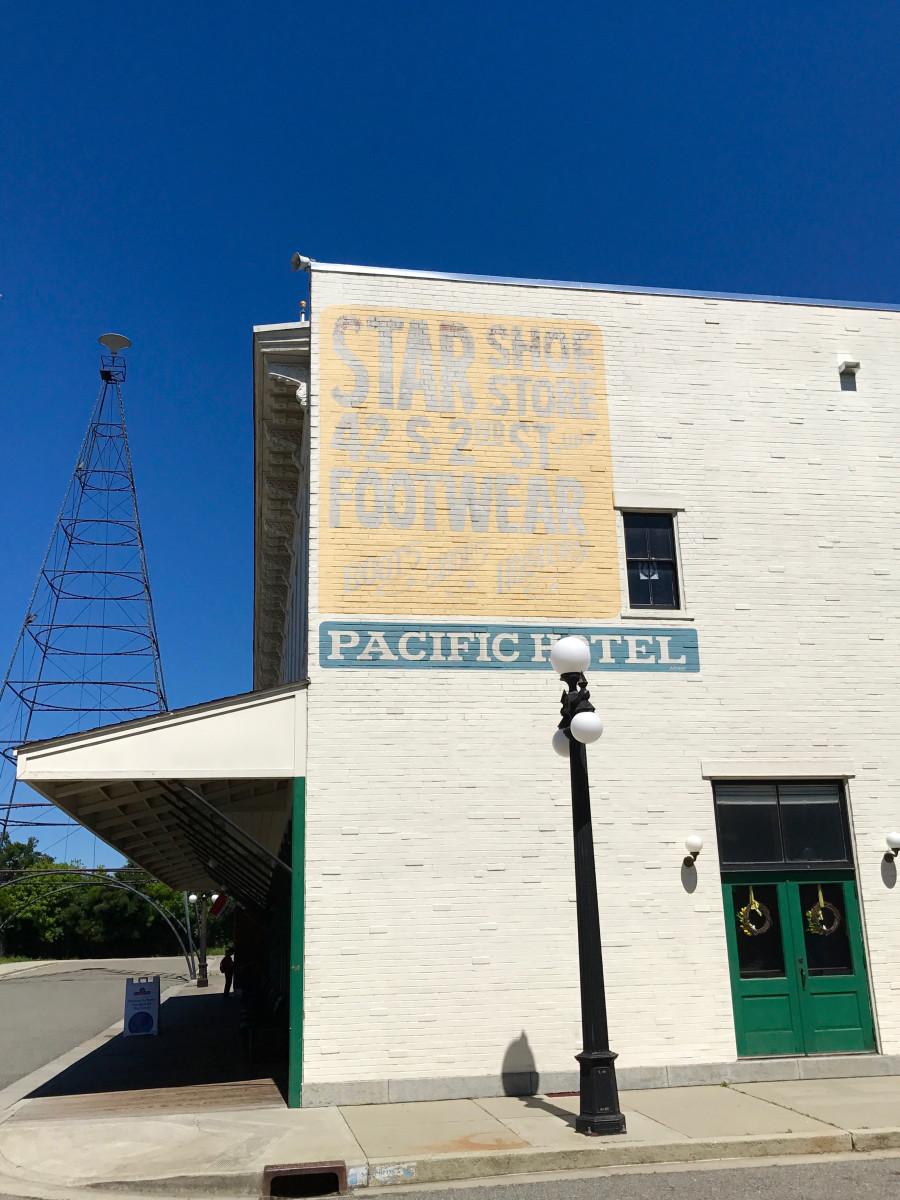 STAR SHOE
STORE
42 S. 2ND ST
FOOTWEAR
PACIFIC HOTEL